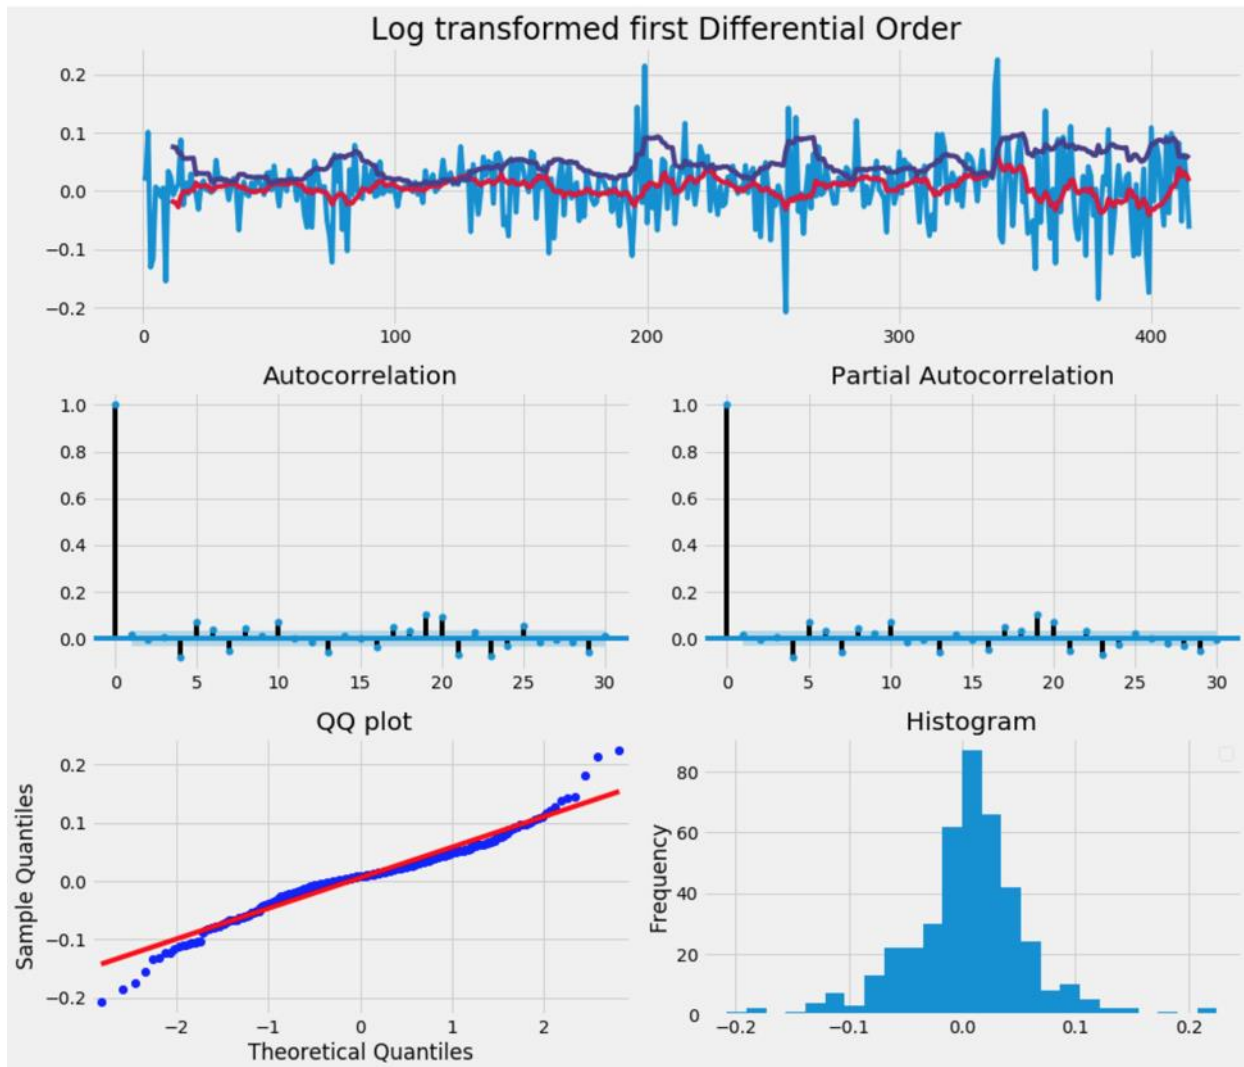 Log transformed first Differential Order
0.2
0.1
0.0
−0.1
−0.2
0 100 200 300 400
Autocorrelation
1.0
0.8
0.6
0.4
0.2
0.0
0 5 10 15 20 25 30
Partial Autocorrelation
1.0
0.8
0.6
0.4
0.2
0.0
0 5 10 15 20 25 30
QQ plot
Sample Quantiles
0.2
0.1
0.0
−0.1
−0.2
−2 −1 0 1 2
Theoretical Quantiles
Histogram
Frequency
80
60
40
20
0
−0.2 −0.1 0.0 0.1 0.2